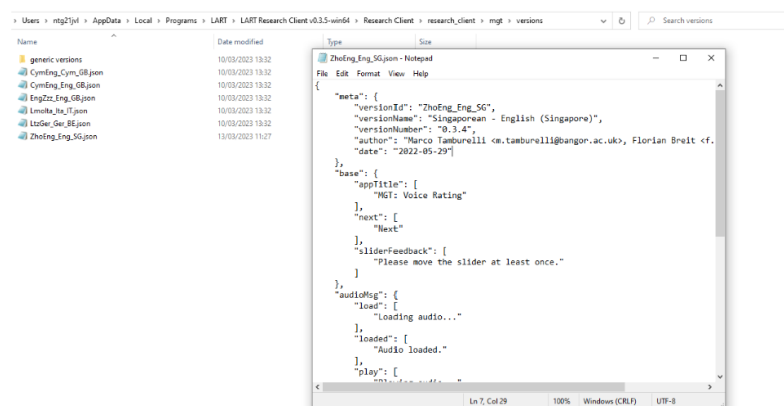 › Users › ntg21jvl › AppData › Local › Programs › LART › LART Research Client v0.3.5-win64 › Research Client › research_client › mgt › versions
Search versions
Name Date modified Type Size
generic versions 10/03/2023 13:32
CymEng_Cym_GB.json 10/03/2023 13:32
CymEng_Eng_GB.json 10/03/2023 13:32
EngZzz_Eng_GB.json 10/03/2023 13:32
LmoIta_Ita_IT.json 10/03/2023 13:32
LtzGer_Ger_BE.json 10/03/2023 13:32
ZhoEng_Eng_SG.json 13/03/2023 11:27
ZhoEng_Eng_SG.json - Notepad
File Edit Format View Help
{
"meta": {
"versionId": "ZhoEng_Eng_SG",
"versionName": "Singaporean - English (Singapore)",
"versionNumber": "0.3.4",
"author": "Marco Tamburelli <m.tamburelli@bangor.ac.uk>, Florian Breit <f.
"date": "2022-05-29"
},
"base": {
"appTitle": [
"MGT: Voice Rating"
],
"next": [
"Next"
],
"sliderFeedback": [
"Please move the slider at least once."
]
},
"audioMsg": {
"load": [
"Loading audio..."
],
"loaded": [
"Audio loaded."
],
"play": [
"Playing audio..."
Ln 7, Col 29 100% Windows (CRLF) UTF-8